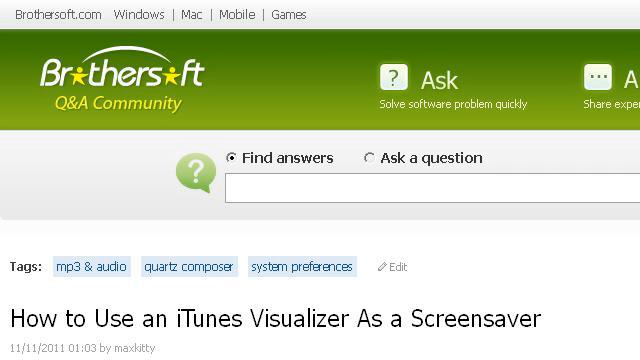 Brothersoft.com Windows | Mac | Mobile | Games
Brothersoft
Q&A Community
Ask
Solve software problem quickly
A
Share exper
Find answers
Ask a question
Tags: mp3 & audio quartz composer system preferences Edit
How to Use an iTunes Visualizer As a Screensaver
11/11/2011 01:03 by maxkitty